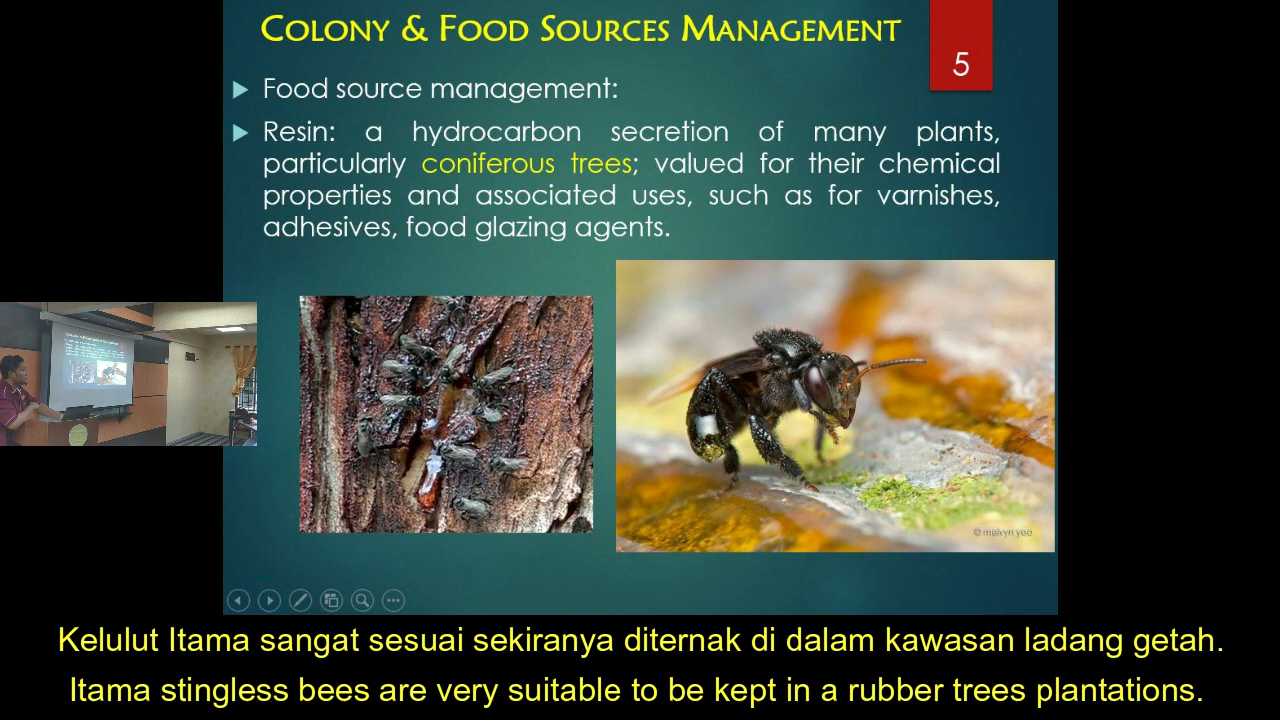 COLONY & FOOD SOURCES MANAGEMENT
5
Food source management:
Resin: a hydrocarbon secretion of many plants,
particularly coniferous trees; valued for their chemical
properties and associated uses, such as for varnishes,
adhesives, food glazing agents.
© melvyn yeo
Kelulut Itama sangat sesuai sekiranya diternak di dalam kawasan ladang getah.
Itama stingless bees are very suitable to be kept in a rubber trees plantations.